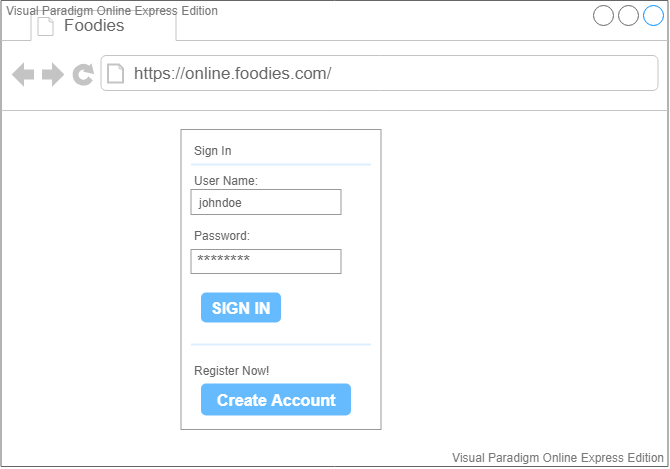 Visual Paradigm Online Express Edition
Foodies
https://online.foodies.com/
Sign In
User Name:
johndoe
Password:
********
SIGN IN
Register Now!
Create Account
Visual Paradigm Online Express Edition